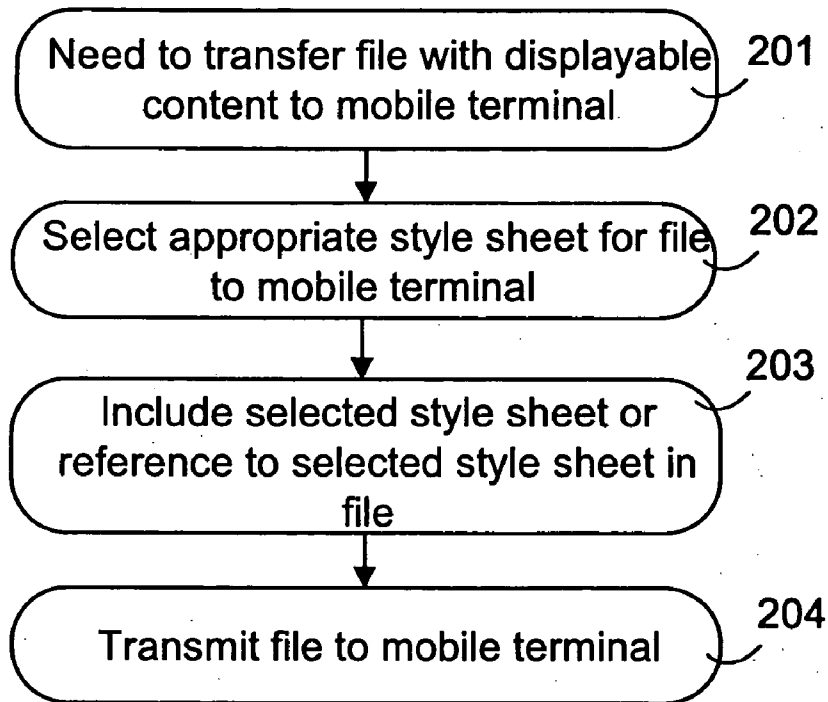 Need to transfer file with displayable
content to mobile terminal
201
Select appropriate style sheet for file
to mobile terminal
202
Include selected style sheet or
reference to selected style sheet in
file
203
Transmit file to mobile terminal
204